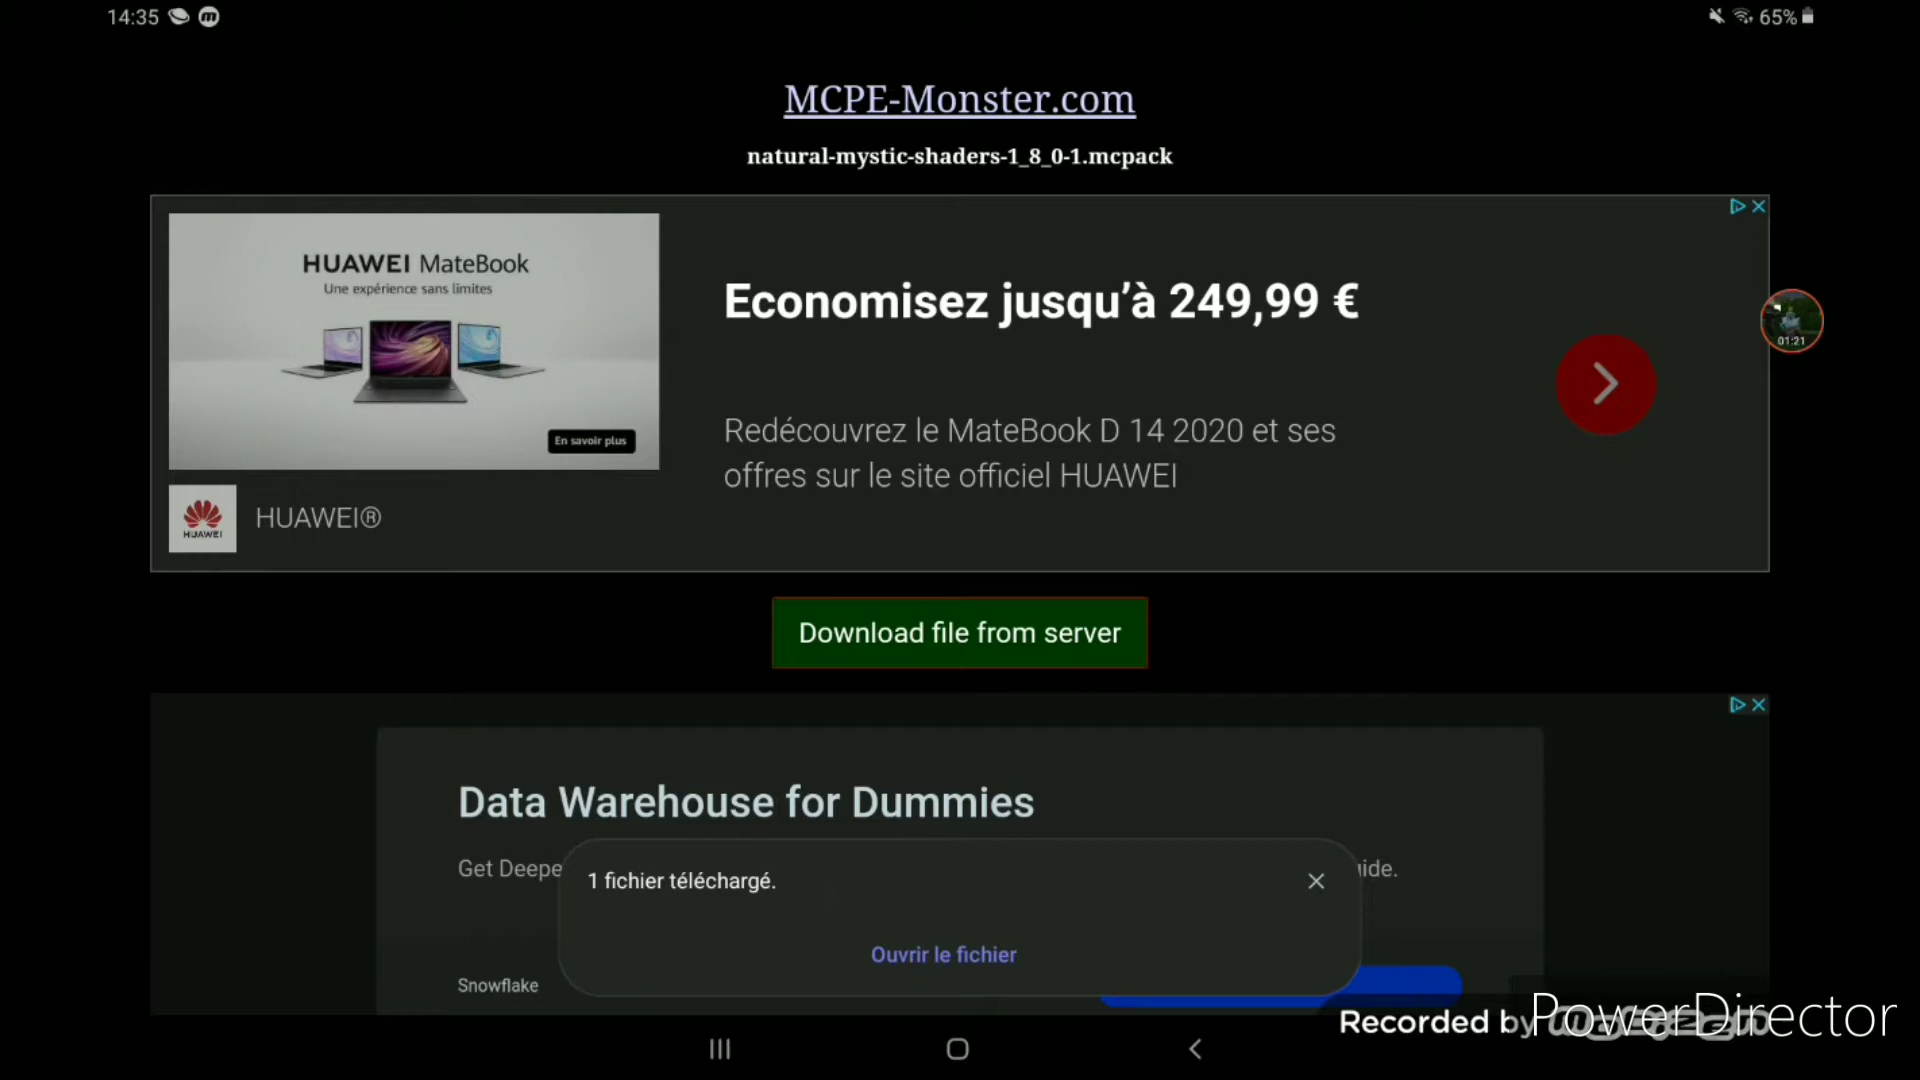 14:35
65%
MCPE-Monster.com
natural-mystic-shaders-1_8_0-1.mcpack
HUAWEI MateBook
Une expérience sans limites
En savoir plus
HUAWEI
HUAWEI®
Economisez jusqu’à 249,99 €
Redécouvrez le MateBook D 14 2020 et ses
offres sur le site officiel HUAWEI
01:21
Download file from server
Data Warehouse for Dummies
Get Deepe
ide.
1 fichier téléchargé.
Ouvrir le fichier
Snowflake
Recorded by
PowerDirector